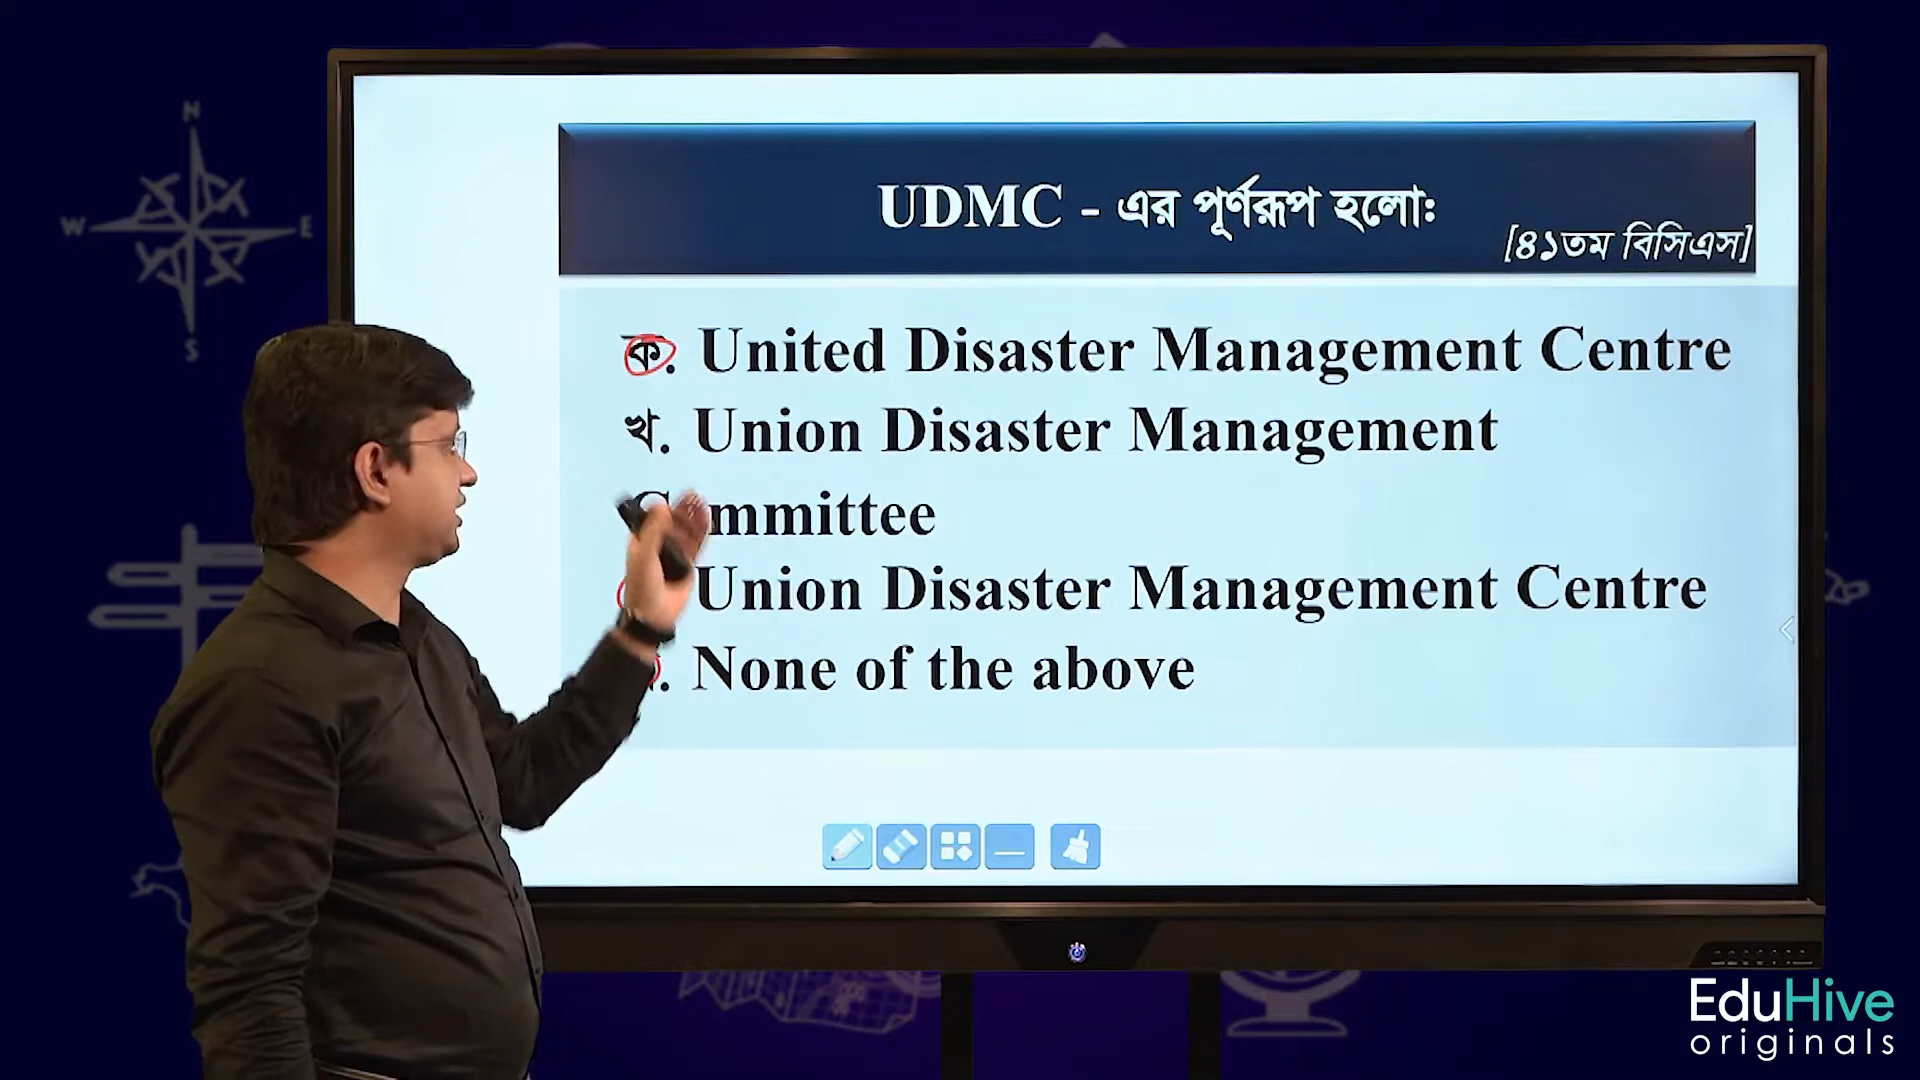 N
W
E
S
UDMC - এর পূর্ণরূপ হলোঃ
[৪১তম বিসিএস]
ক. United Disaster Management Centre
খ. Union Disaster Management
mmittee
Union Disaster Management Centre
. None of the above
EduHive
originals